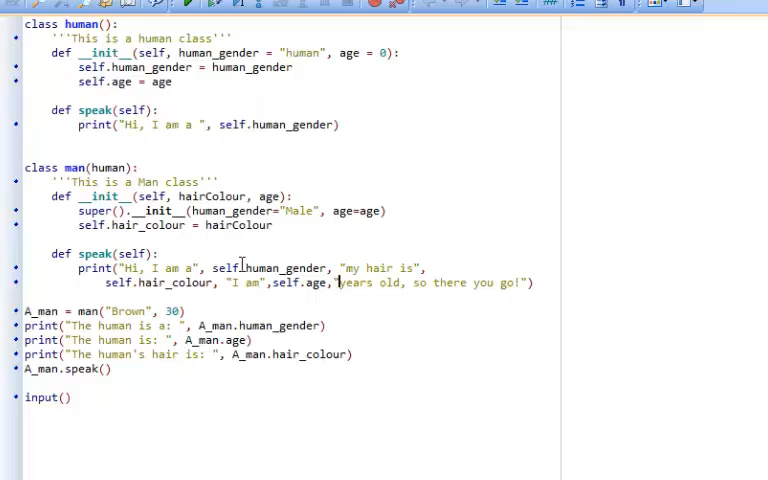 class human():
'''This is a human class'''
def __init__(self, human_gender = "human", age = 0):
self.human_gender = human_gender
self.age = age
def speak(self):
print("Hi, I am a ", self.human_gender)
class man(human):
'''This is a Man class'''
def __init__(self, hairColour, age):
super().__init__(human_gender="Male", age=age)
self.hair_colour = hairColour
def speak(self):
print("Hi, I am a", self.human_gender, "my hair is",
self.hair_colour, "I am",self.age,"years old, so there you go!")
A_man = man("Brown", 30)
print("The human is a: ", A_man.human_gender)
print("The human is: ", A_man.age)
print("The human's hair is: ", A_man.hair_colour)
A_man.speak()
input()